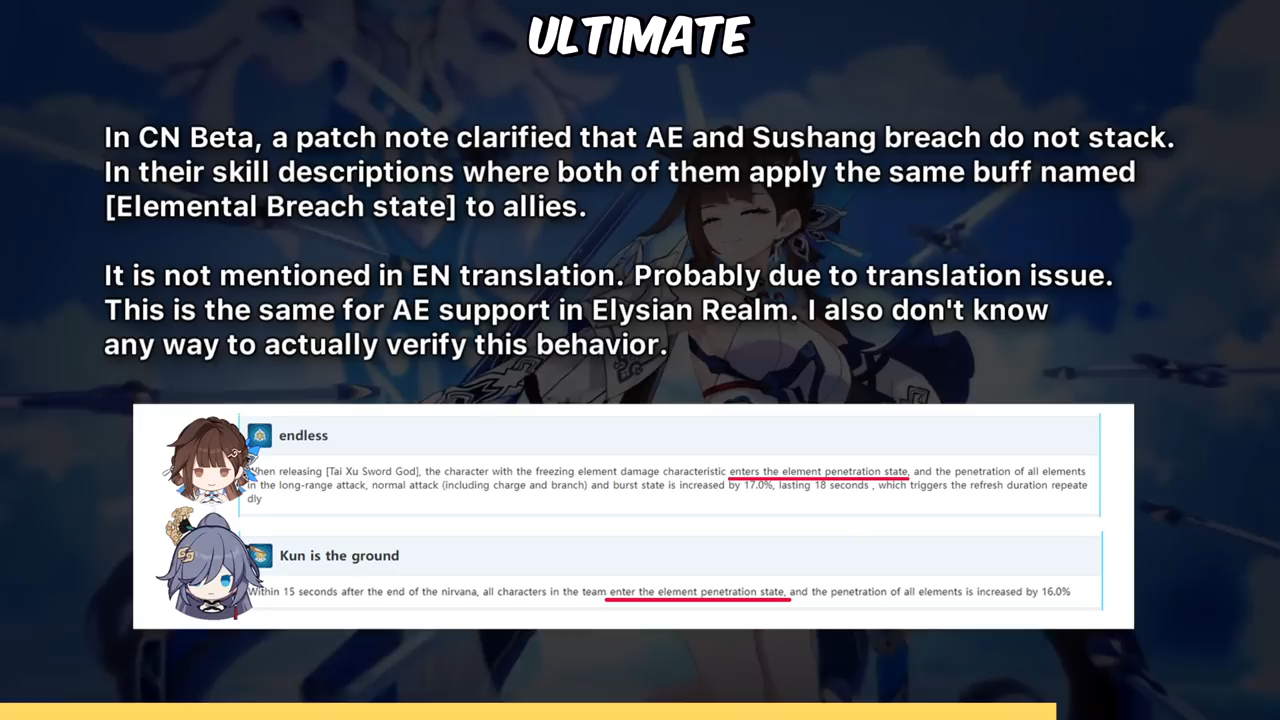 ULTIMATE
In CN Beta, a patch note clarified that AE and Sushang breach do not stack.
In their skill descriptions where both of them apply the same buff named
[Elemental Breach state] to allies.
It is not mentioned in EN translation. Probably due to translation issue.
This is the same for AE support in Elysian Realm. I also don't know
any way to actually verify this behavior.
endless
When releasing [Tai Xu Sword God], the character with the freezing element damage characteristic enters the element penetration state, and the penetration of all elements
in the long-range attack, normal attack (including charge and branch) and burst state is increased by 17.0%, lasting 18 seconds , which triggers the refresh duration repeate
dly
Kun is the ground
Within 15 seconds after the end of the nirvana, all characters in the team enter the element penetration state, and the penetration of all elements is increased by 16.0%